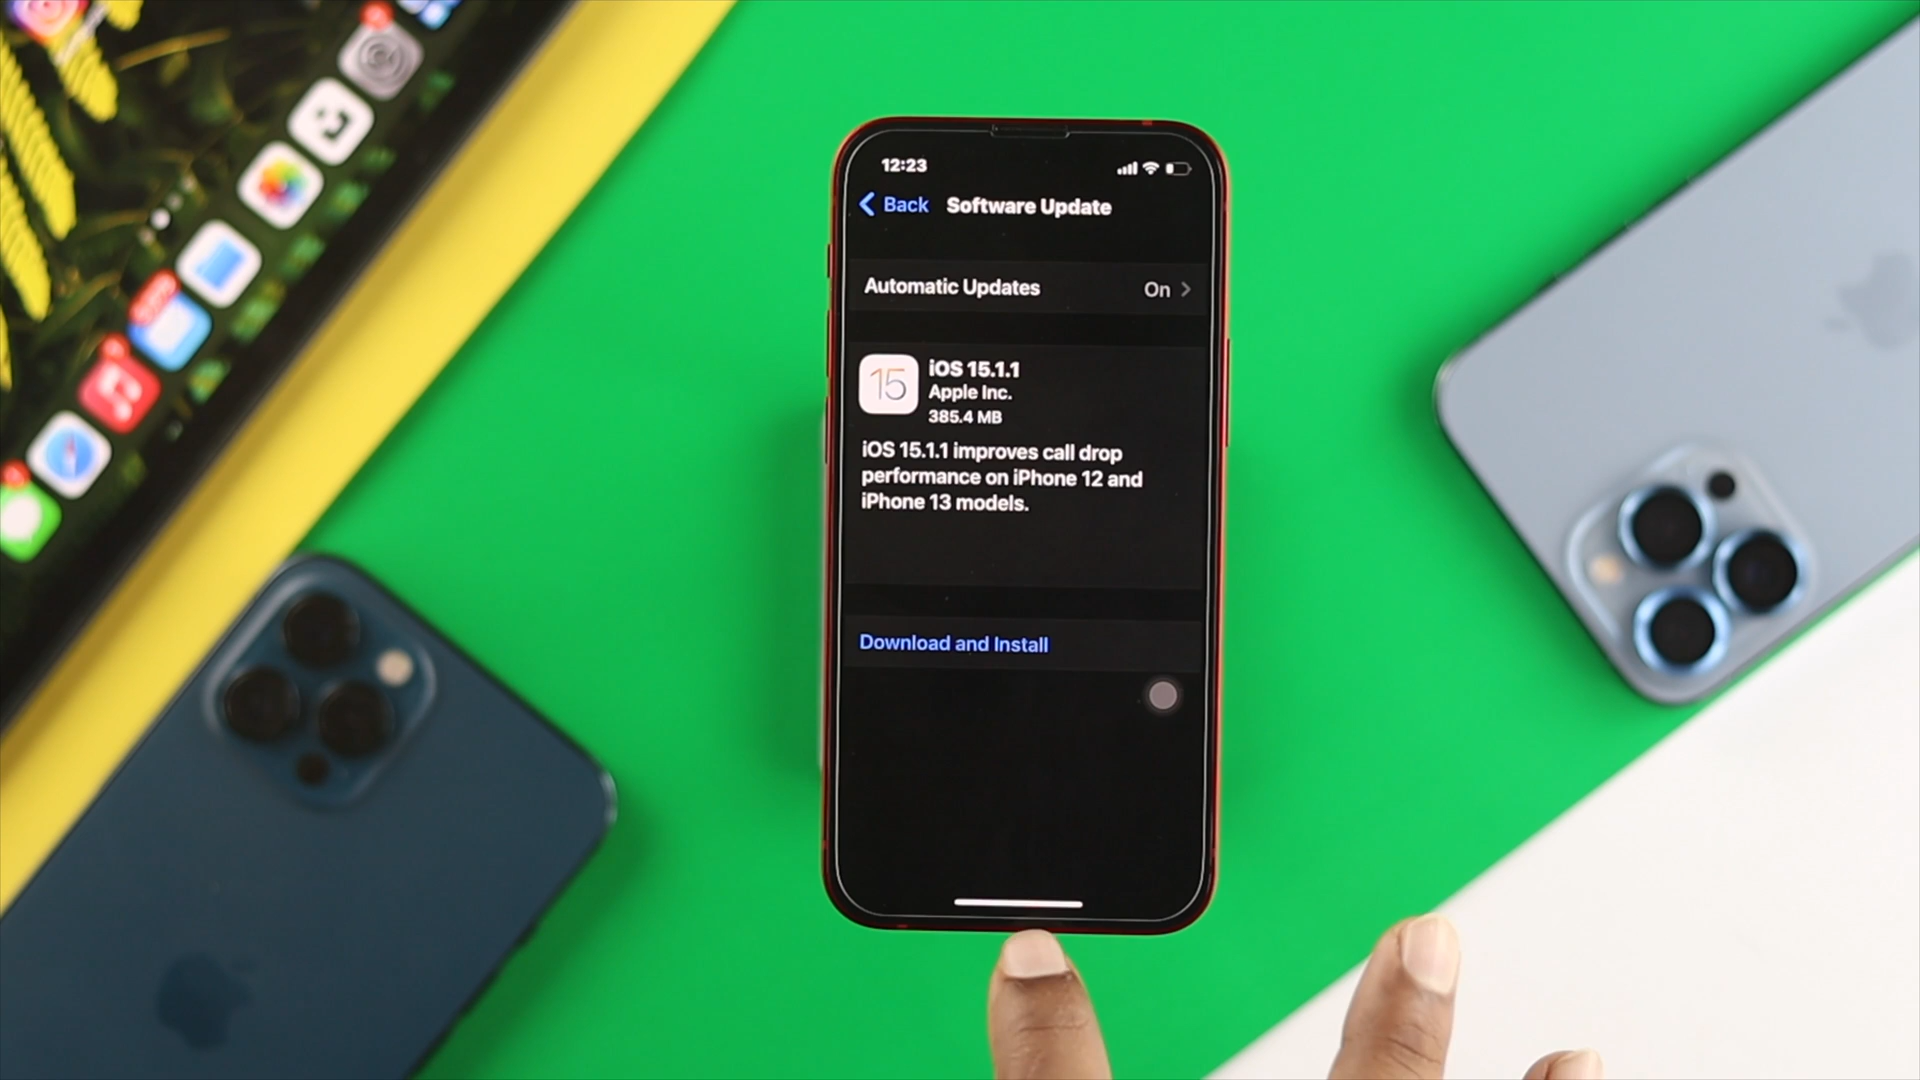 12:23
Back Software Update
Automatic Updates On
15
iOS 15.1.1
Apple Inc.
385.4 MB
iOS 15.1.1 improves call drop
performance on iPhone 12 and
iPhone 13 models.
Download and Install